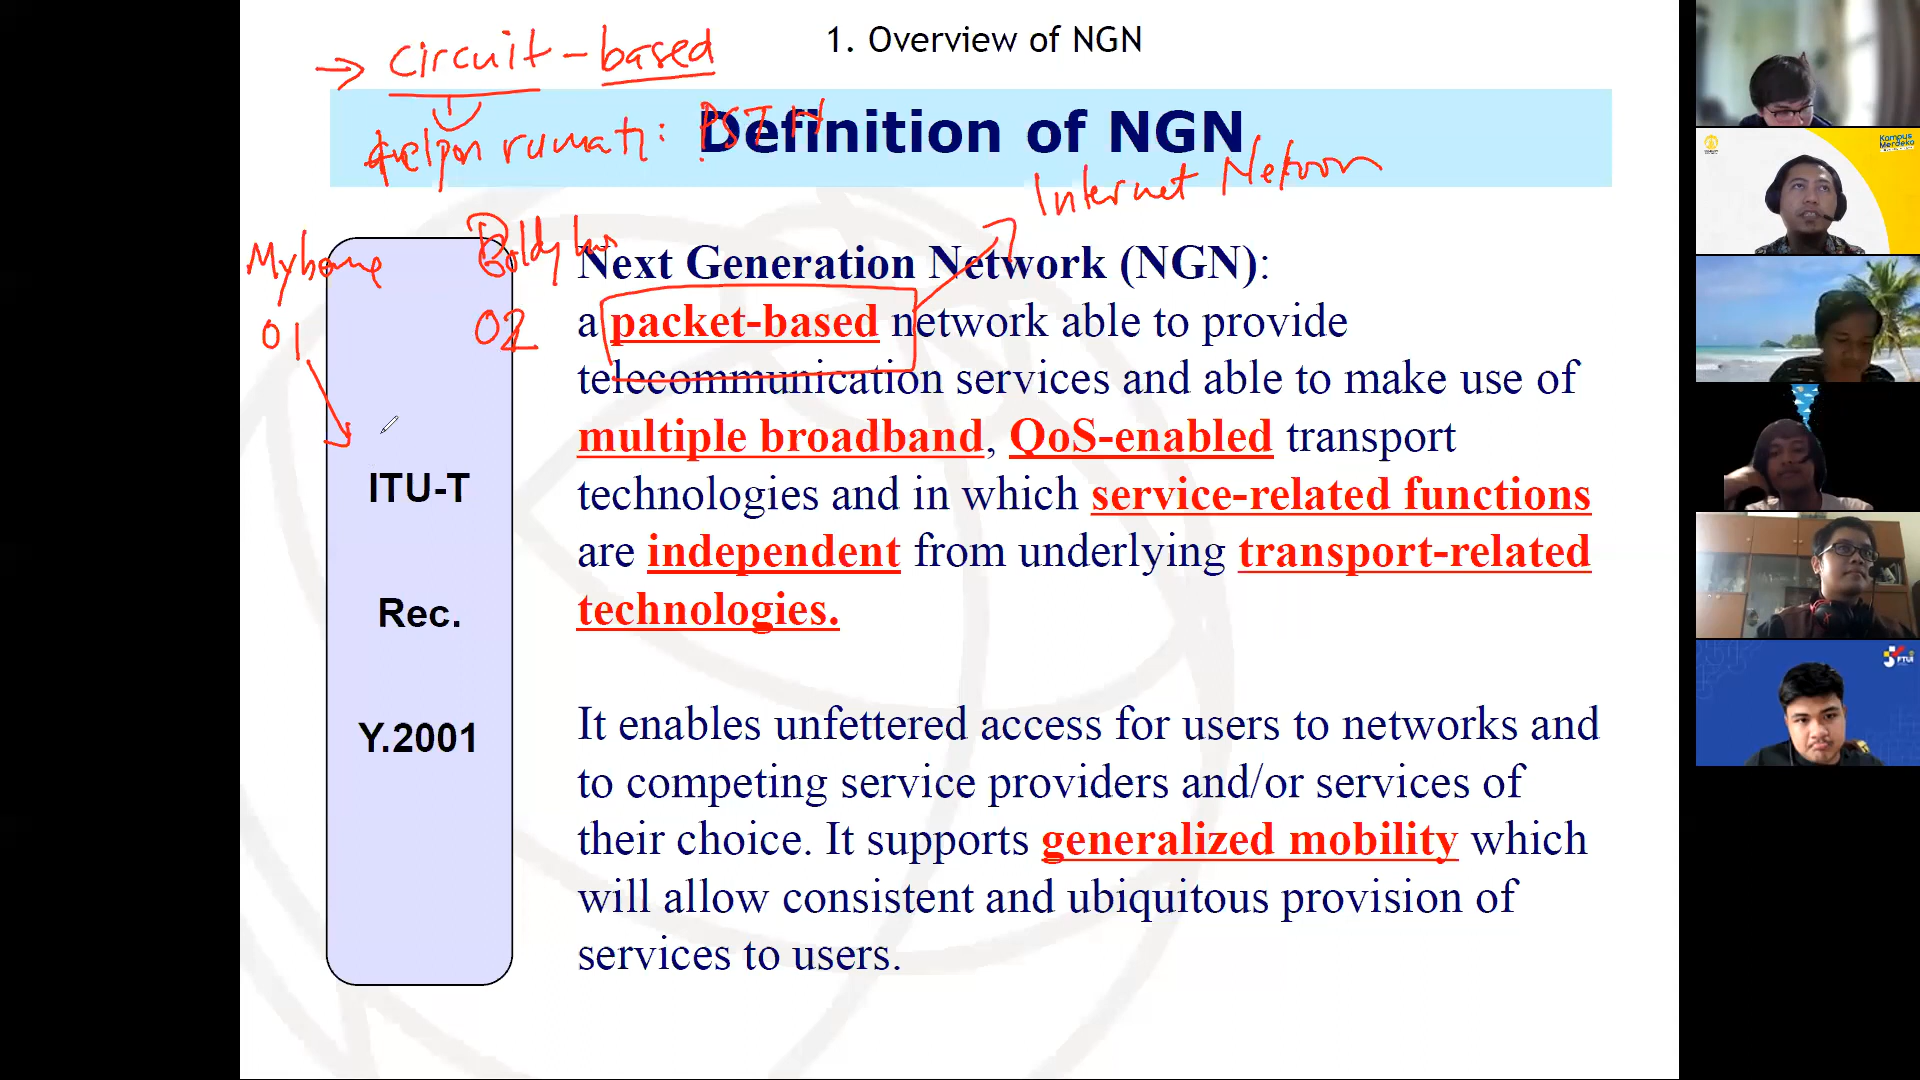 1. Overview of NGN
→ circuit-based
Definition of NGN
telpon rumah: PSTN
Internet
02
01
Next Generation Network (NGN):
a packet-based network able to provide
telecommunication services and able to make use of
multiple broadband, QoS-enabled transport
technologies and in which service-related functions
are independent from underlying transport-related
technologies.
It enables unfettered access for users to networks and
to competing service providers and/or services of
their choice. It supports generalized mobility which
will allow consistent and ubiquitous provision of
services to users.
ITU-T
Rec.
Y.2001
Kampus
Merdeka
FTUI